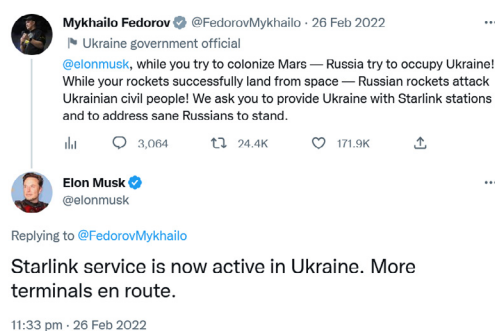 Mykhailo Fedorov @FedorovMykhailo · 26 Feb 2022
Ukraine government official
@elonmusk, while you try to colonize Mars — Russia try to occupy Ukraine!
While your rockets successfully land from space — Russian rockets attack
Ukrainian civil people! We ask you to provide Ukraine with Starlink stations
and to address sane Russians to stand.
3,064 24.4K 171.9K
Elon Musk
@elonmusk
Replying to @FedorovMykhailo
Starlink service is now active in Ukraine. More
terminals en route.
11:33 pm · 26 Feb 2022